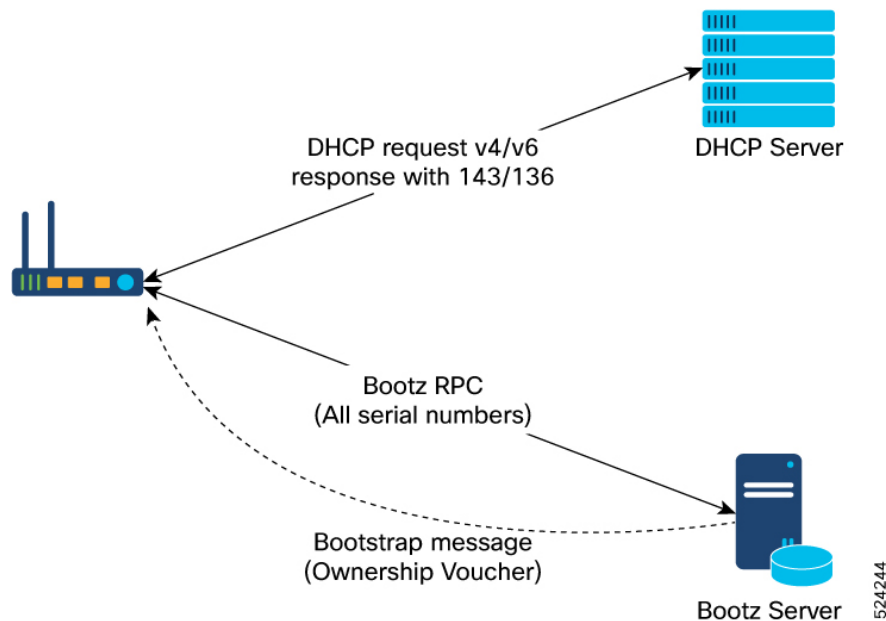 DHCP Server
DHCP request v4/v6
response with 143/136
Bootz RPC
(All serial numbers)
Bootstrap message
(Ownership Voucher)
Bootz Server
524244